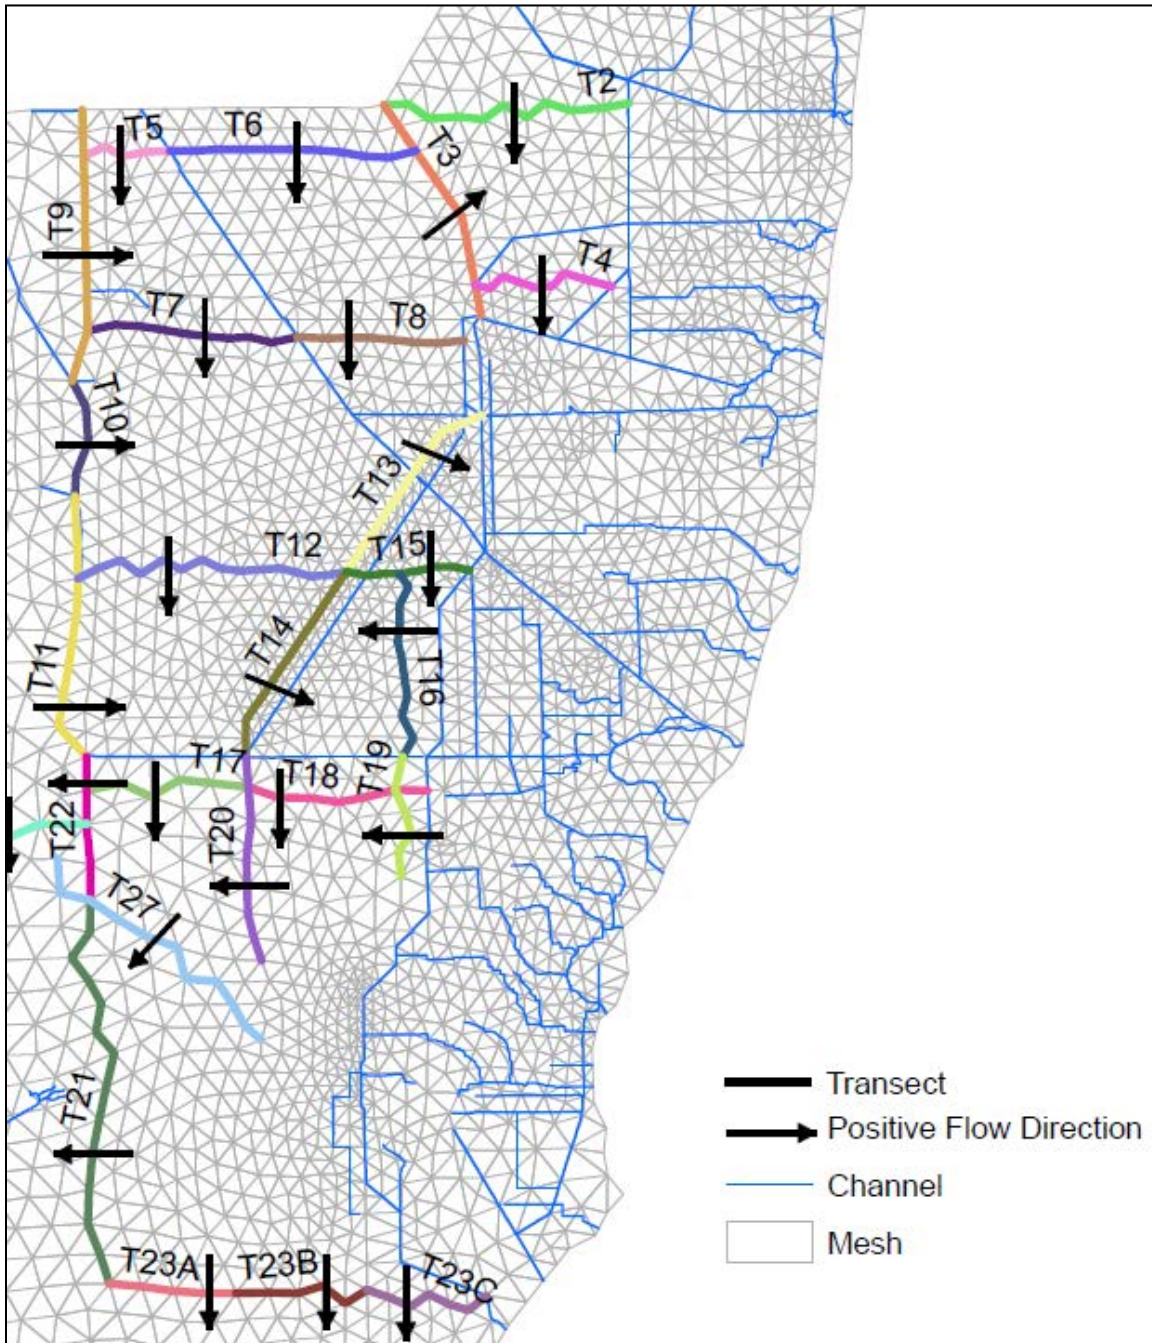 T2
T5
T6
T3
T9
T4
T7
T8
T10
T13
T12
T15
T14
T11
T16
T17
T18
T19
T22
T20
T27
T21
T23A
T23B
T23C
Transect
Positive Flow Direction
Channel
Mesh